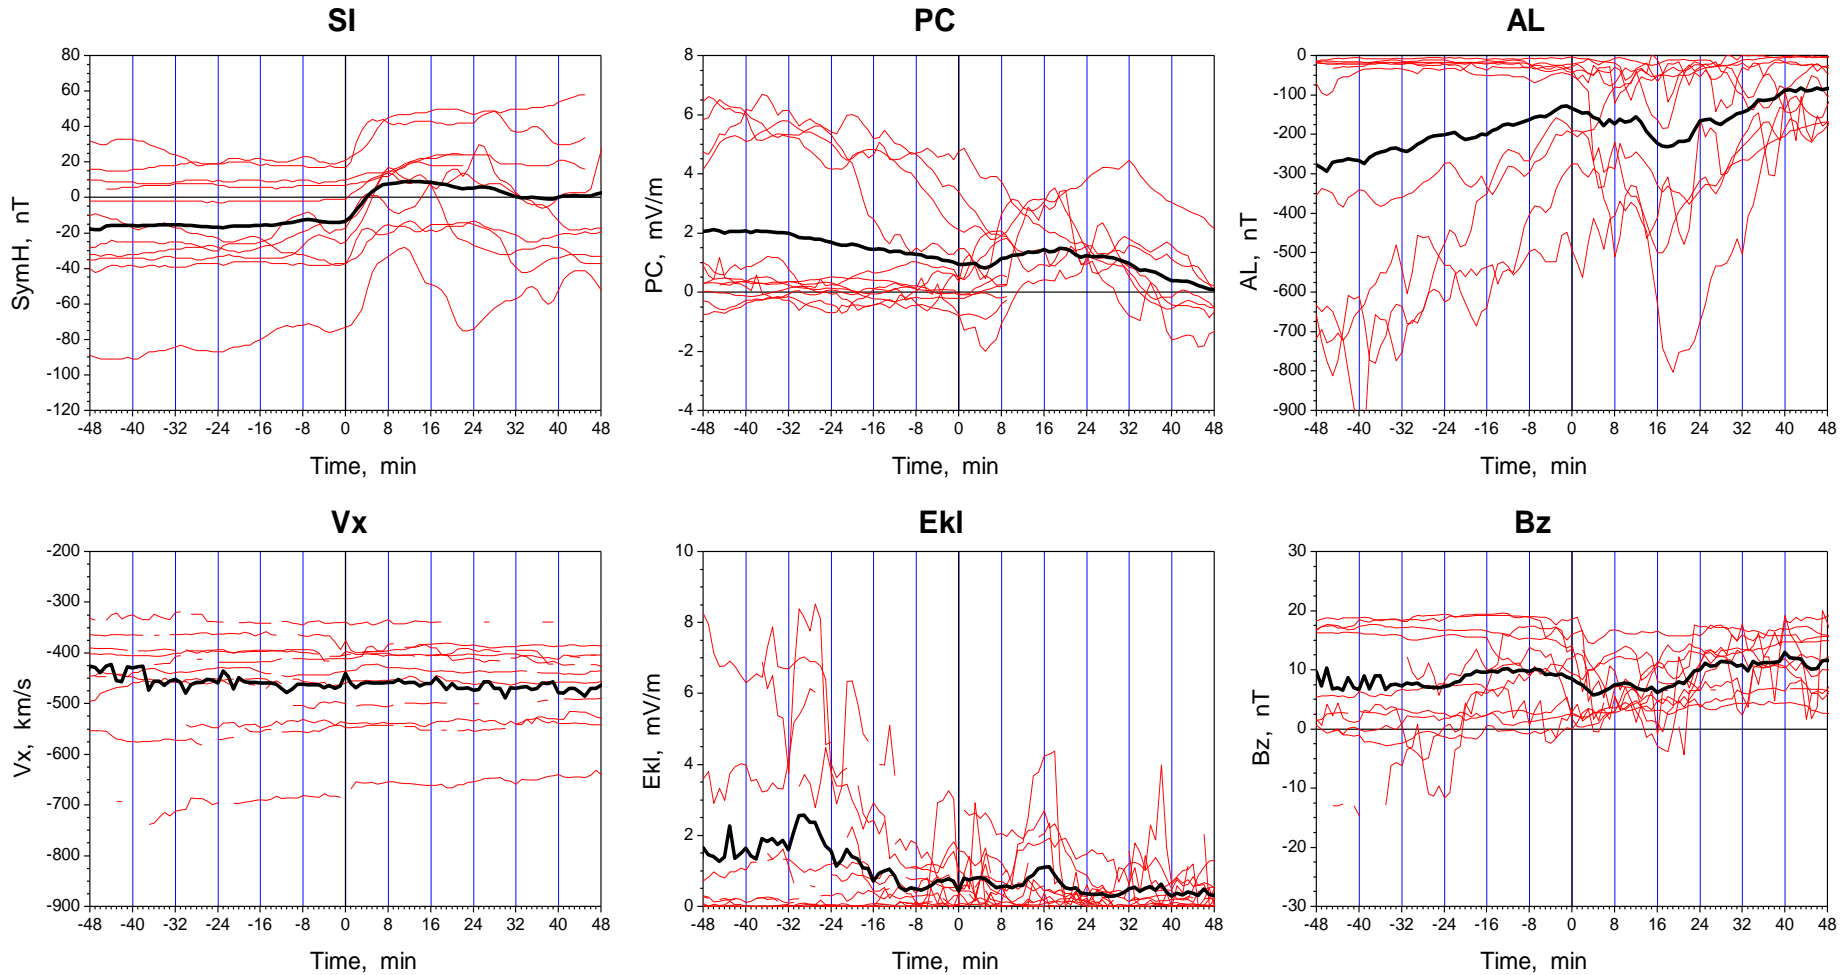 SI
PC
AL
80
60
40
20
0
-20
-40
-60
-80
-100
-120
SymH, nT
-48 -40 -32 -24 -16 -8 0 8 16 24 32 40 48
Time, min
8
6
4
2
0
-2
-4
PC, mV/m
-48 -40 -32 -24 -16 -8 0 8 16 24 32 40 48
Time, min
0
-100
-200
-300
-400
-500
-600
-700
-800
-900
AL, nT
-48 -40 -32 -24 -16 -8 0 8 16 24 32 40 48
Time, min
Vx
Ekl
Bz
-200
-300
-400
-500
-600
-700
-800
-900
Vx, km/s
-48 -40 -32 -24 -16 -8 0 8 16 24 32 40 48
Time, min
10
8
6
4
2
0
Ekl, mV/m
-48 -40 -32 -24 -16 -8 0 8 16 24 32 40 48
Time, min
30
20
10
0
-10
-20
-30
Bz, nT
-48 -40 -32 -24 -16 -8 0 8 16 24 32 40 48
Time, min